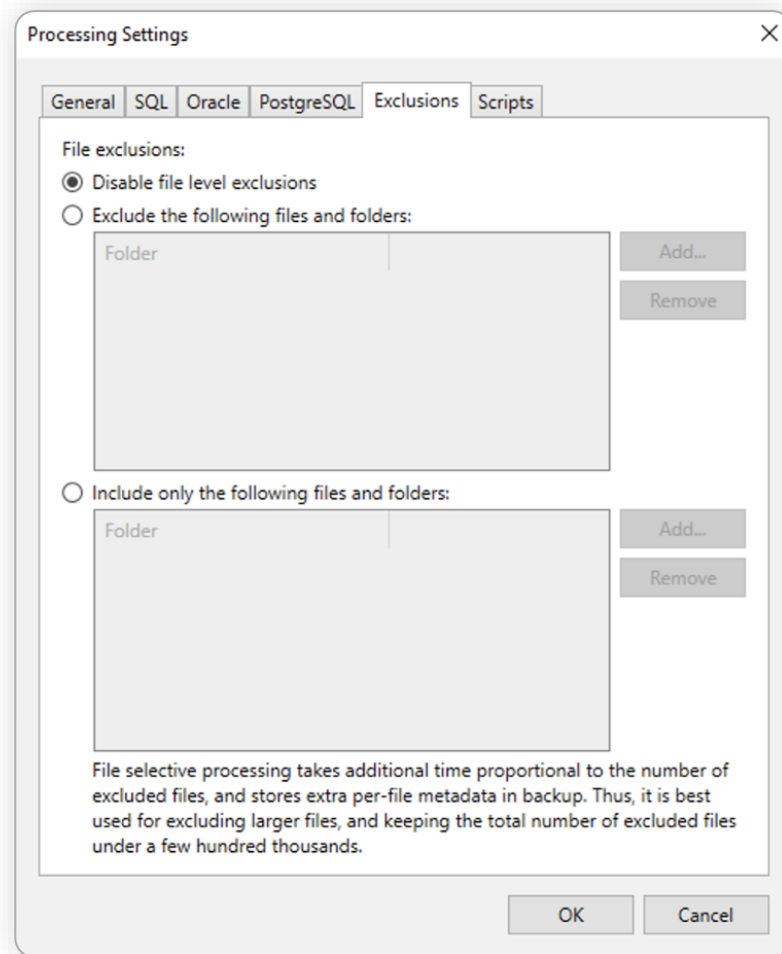 Processing Settings
General SQL Oracle PostgreSQL Exclusions Scripts
File exclusions:
Disable file level exclusions
Exclude the following files and folders:
Folder
Add...
Remove
Include only the following files and folders:
Folder
Add...
Remove
File selective processing takes additional time proportional to the number of
excluded files, and stores extra per-file metadata in backup. Thus, it is best
used for excluding larger files, and keeping the total number of excluded files
under a few hundred thousands.
OK Cancel